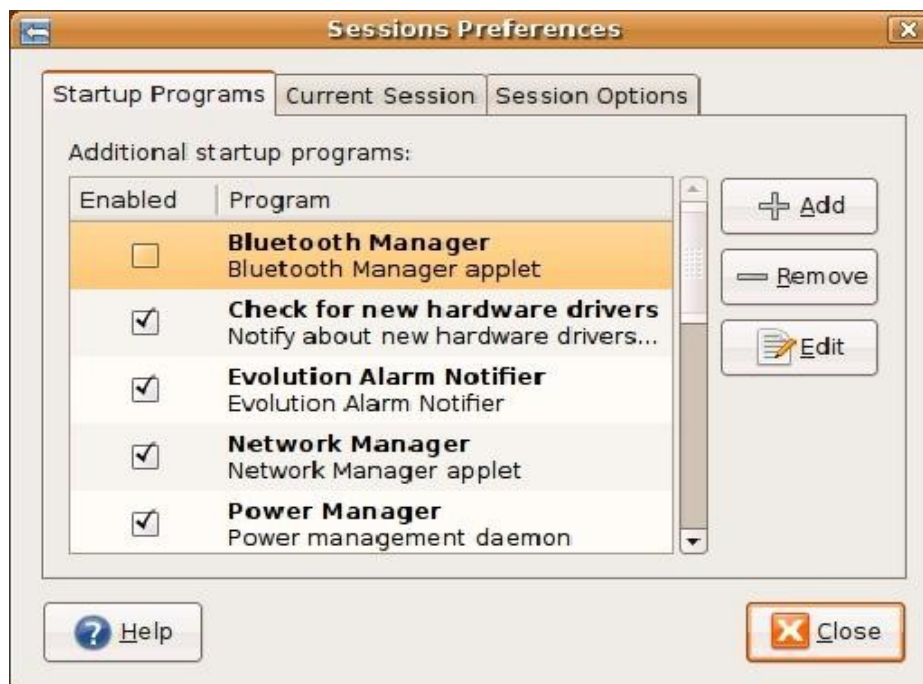 Sessions Preferences
Startup Programs
Current Session
Session Options
Additional startup programs:
Enabled
Program
Bluetooth Manager
Bluetooth Manager applet
Check for new hardware drivers
Notify about new hardware drivers...
Evolution Alarm Notifier
Evolution Alarm Notifier
Network Manager
Network Manager applet
Power Manager
Power management daemon
Add
Remove
Edit
Help
Close